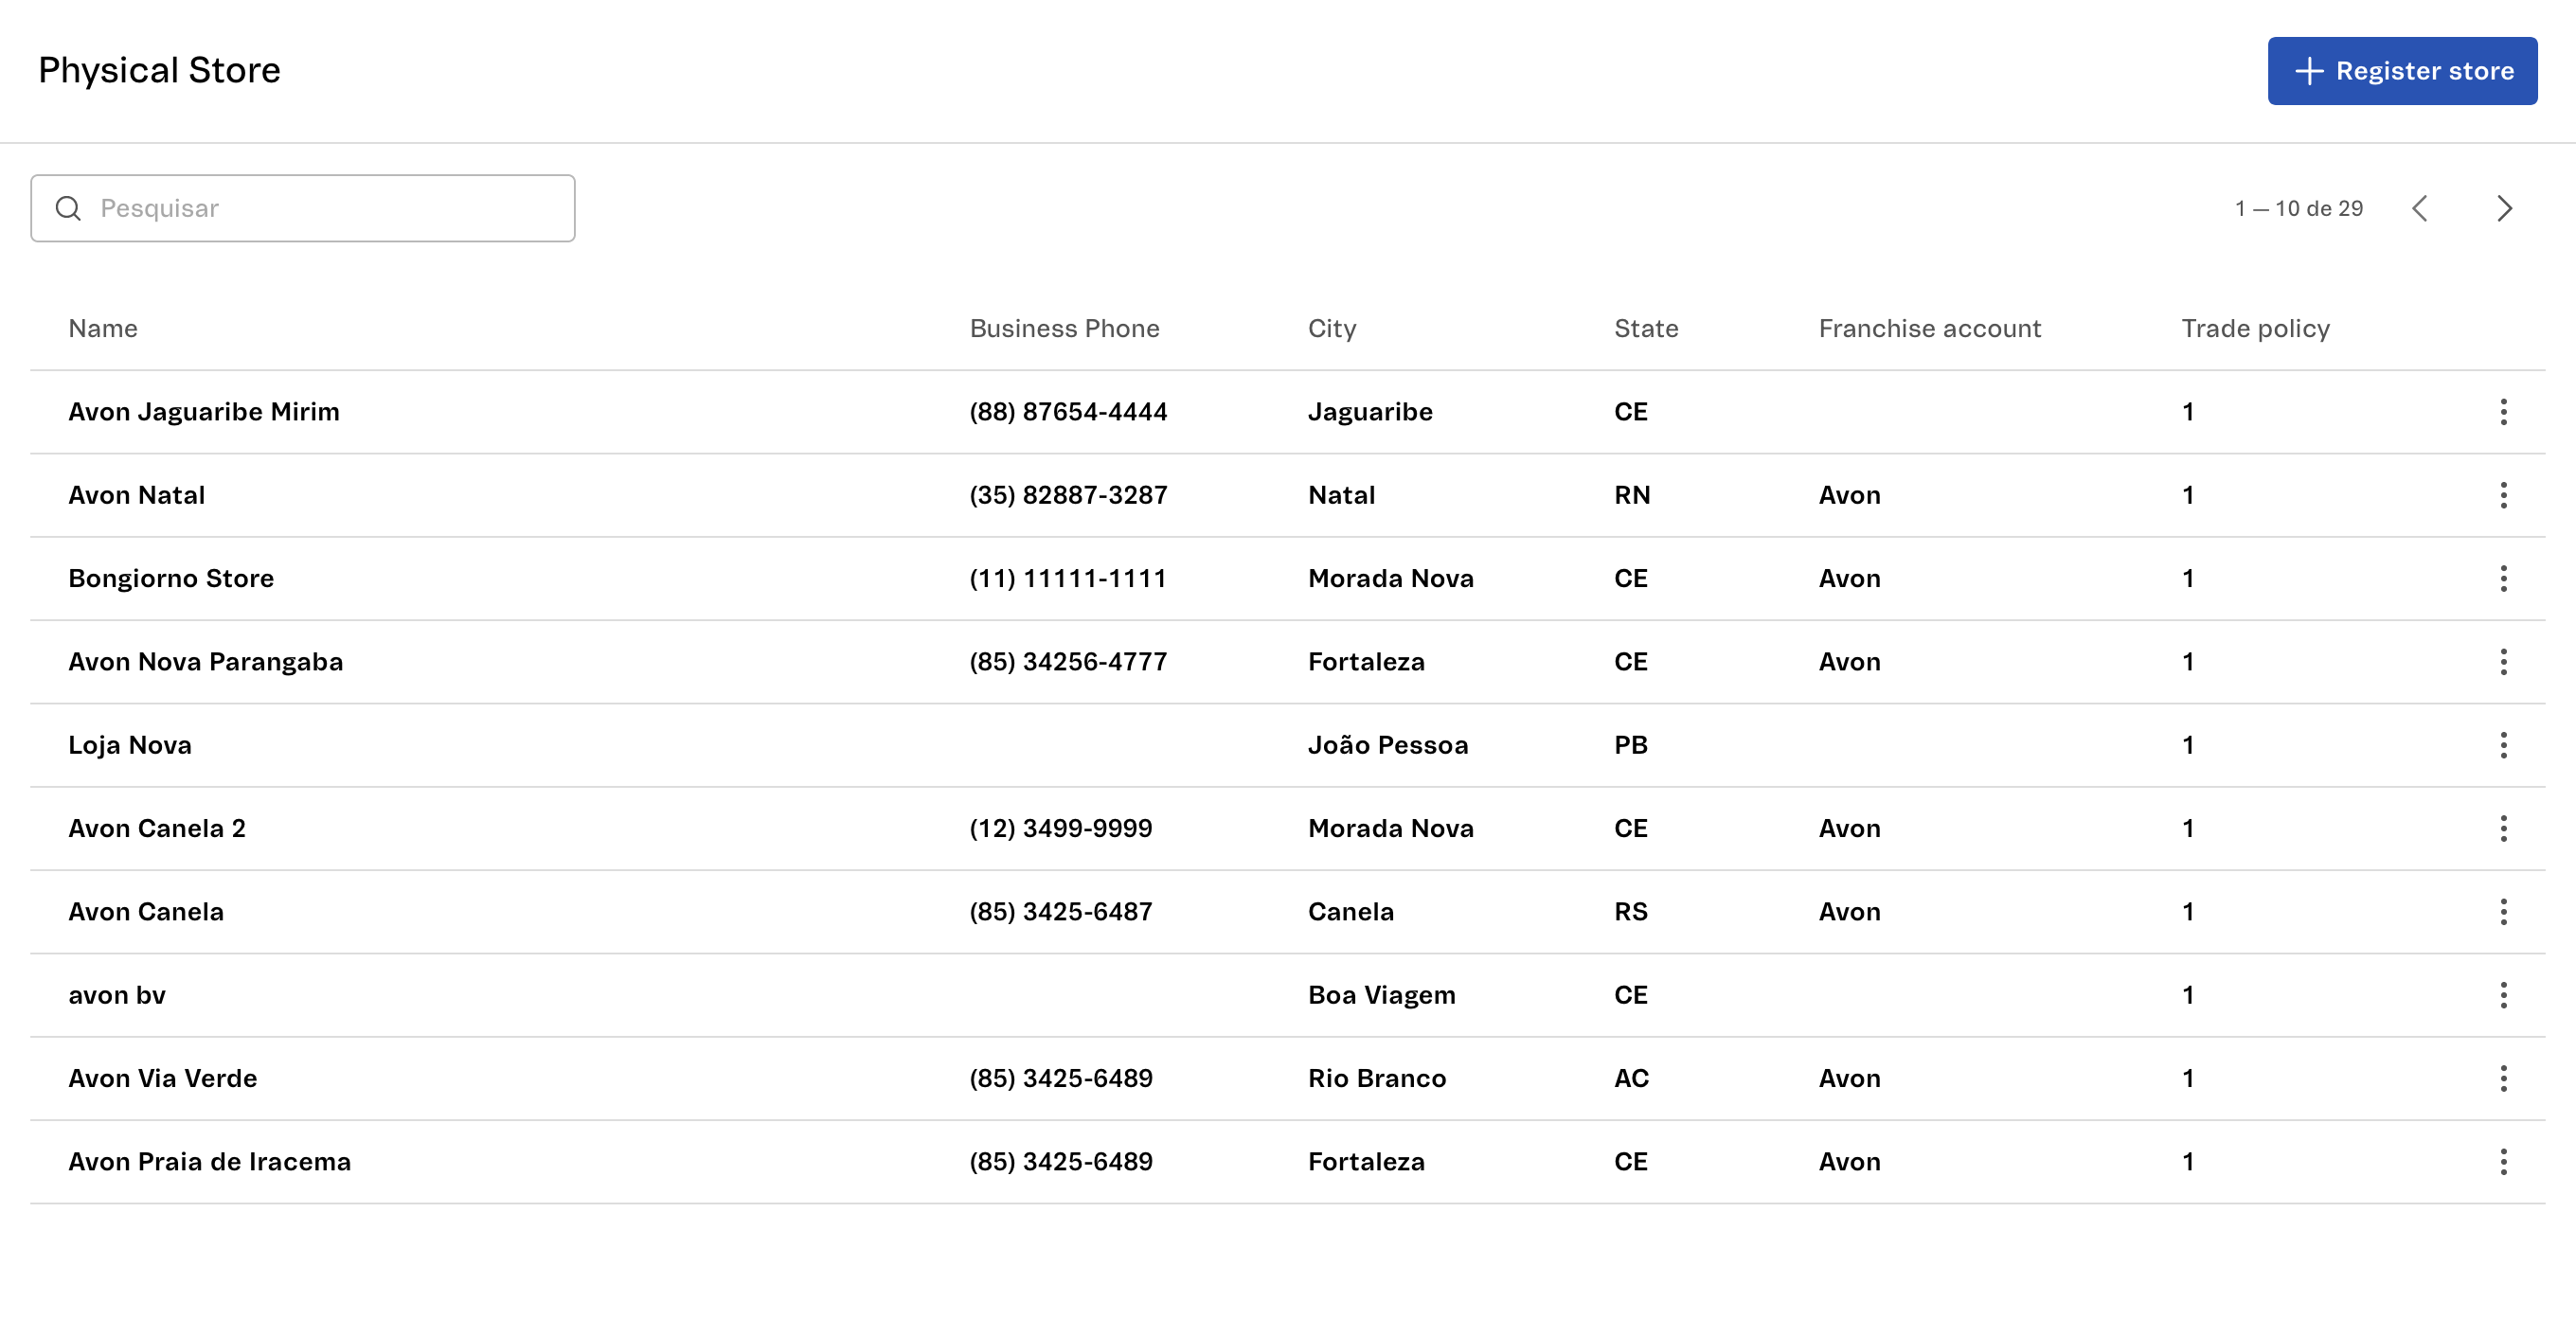 Physical Store
Register store
Pesquisar
1 — 10 de 29
Name Business Phone City State Franchise account Trade policy
Avon Jaguaribe Mirim (88) 87654-4444 Jaguaribe CE 1
Avon Natal (35) 82887-3287 Natal RN Avon 1
Bongiorno Store (11) 11111-1111 Morada Nova CE Avon 1
Avon Nova Parangaba (85) 34256-4777 Fortaleza CE Avon 1
Loja Nova João Pessoa PB 1
Avon Canela 2 (12) 3499-9999 Morada Nova CE Avon 1
Avon Canela (85) 3425-6487 Canela RS Avon 1
avon bv Boa Viagem CE 1
Avon Via Verde (85) 3425-6489 Rio Branco AC Avon 1
Avon Praia de Iracema (85) 3425-6489 Fortaleza CE Avon 1